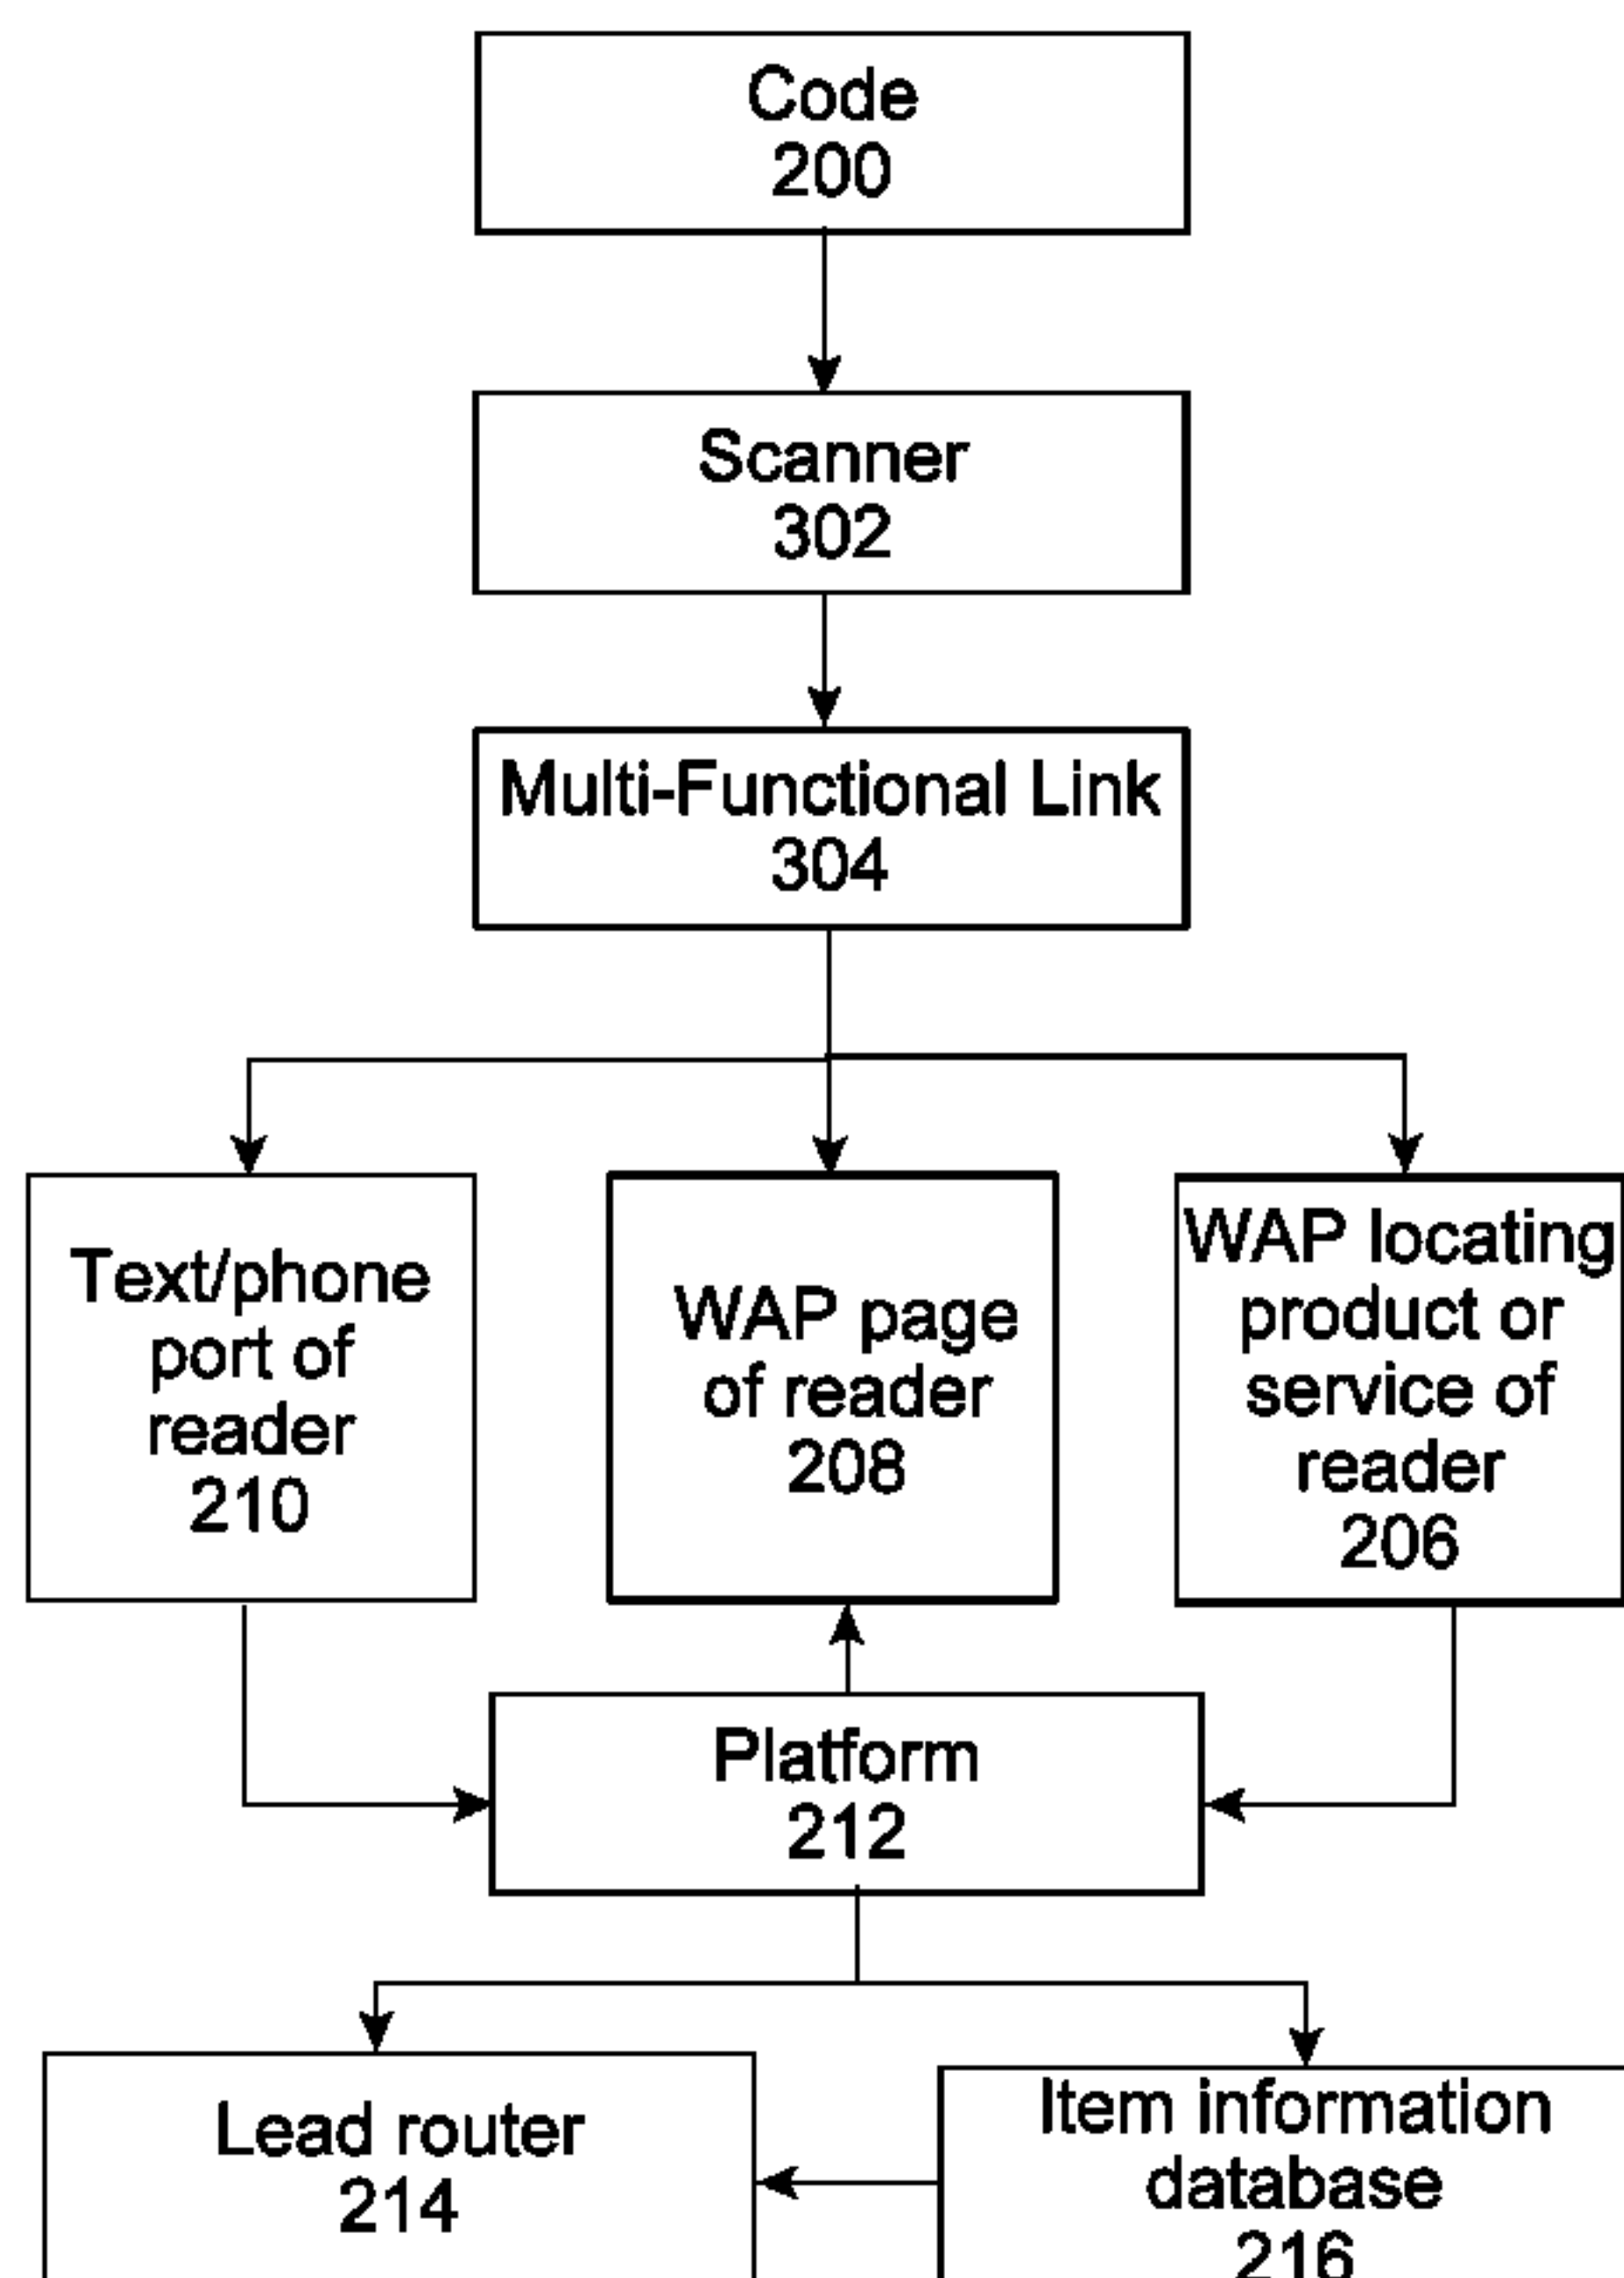 Code
200
Scanner
302
Multi-Functional Link
304
Text/phone
port of
reader
210
WAP page
of reader
208
WAP locating
product or
service of
reader
206
Platform
212
Lead router
214
Item information
database
216